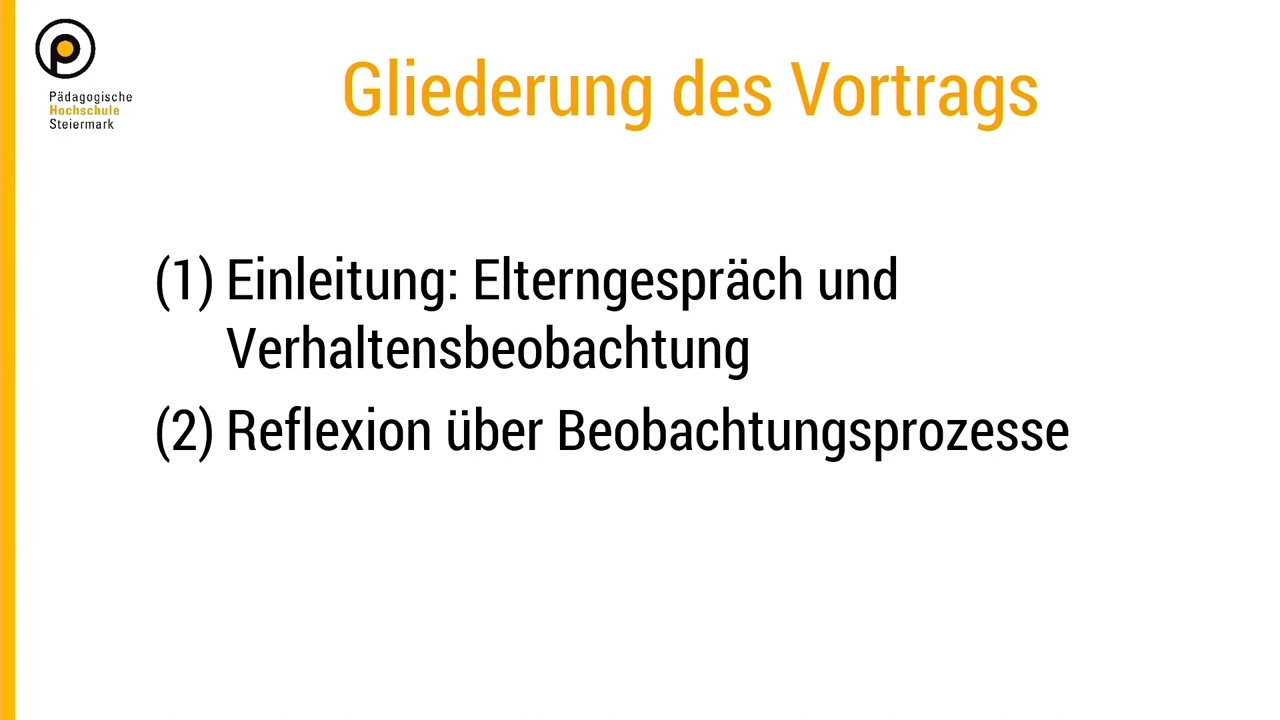 Pädagogische
Hochschule
Steiermark
Gliederung des Vortrags
(1) Einleitung: Elterngespräch und
Verhaltensbeobachtung
(2) Reflexion über Beobachtungsprozesse